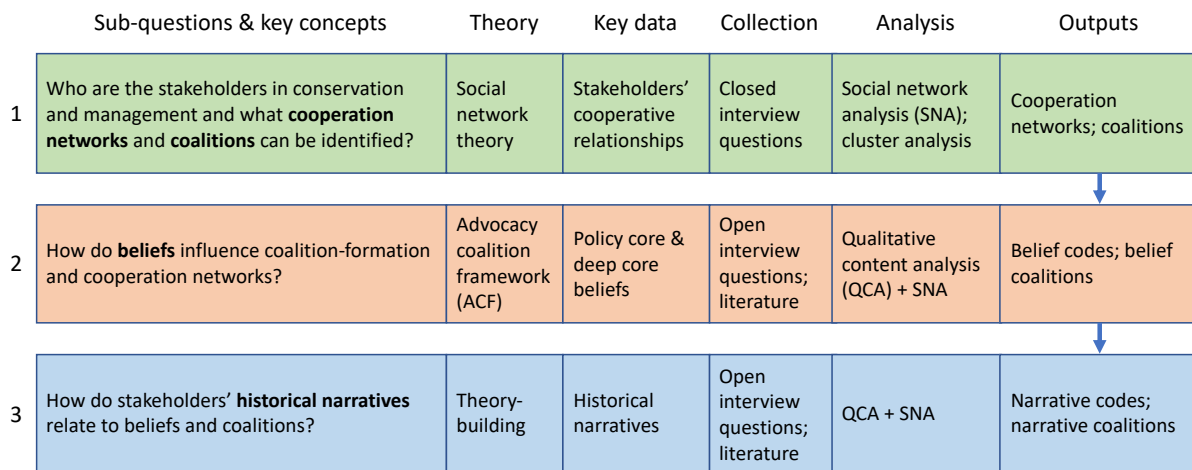 Sub-questions & key concepts
Theory
Key data
Collection
Analysis
Outputs
1
Who are the stakeholders in conservation
and management and what cooperation
networks and coalitions can be identified?
Social
network
theory
Stakeholders’
cooperative
relationships
Closed
interview
questions
Social network
analysis (SNA);
cluster analysis
Cooperation
networks; coalitions
2
How do beliefs influence coalition-formation
and cooperation networks?
Advocacy
coalition
framework
(ACF)
Policy core &
deep core
beliefs
Open
interview
questions;
literature
Qualitative
content analysis
(QCA) + SNA
Belief codes; belief
coalitions
3
How do stakeholders’ historical narratives
relate to beliefs and coalitions?
Theory-
building
Historical
narratives
Open
interview
questions;
literature
QCA + SNA
Narrative codes;
narrative coalitions